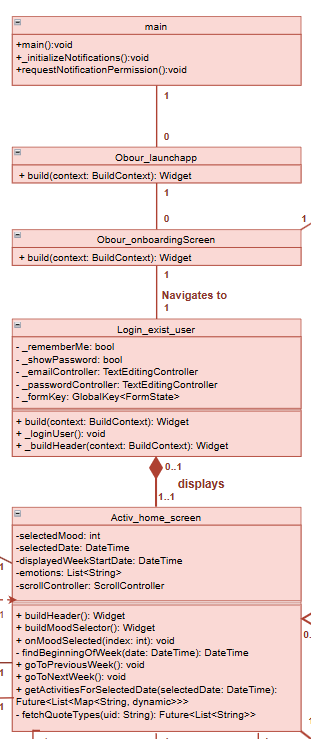 main
+main():void
+_initializeNotifications():void
+requestNotificationPermission():void
1
0
Obour_launchapp
+ build(context: BuildContext): Widget
1
0
1
Obour_onboardingScreen
+ build(context: BuildContext): Widget
1
Navigates to
1
Login_exist_user
- _rememberMe: bool
- _showPassword: bool
- _emailController: TextEditingController
- _passwordController: TextEditingController
- _formKey: GlobalKey<FormState>
+ build(context: BuildContext): Widget
- _loginUser(): void
+ _buildHeader(context: BuildContext): Widget
0..1
displays
1..1
Activ_home_screen
-selectedMood: int
-selectedDate: DateTime
-displayedWeekStartDate: DateTime
-emotions: List<String>
-scrollController: ScrollController
1
1
+ buildHeader(): Widget
+ buildMoodSelector(): Widget
+ onMoodSelected(index: int): void
- findBeginningOfWeek(date: DateTime): DateTime
+ goToPreviousWeek(): void
+ goToNextWeek(): void
+ getActivitiesForSelectedDate(selectedDate: DateTime):
Future<List<Map<String, dynamic>>>
- fetchQuoteTypes(uid: String): Future<List<String>>
1
1
0.